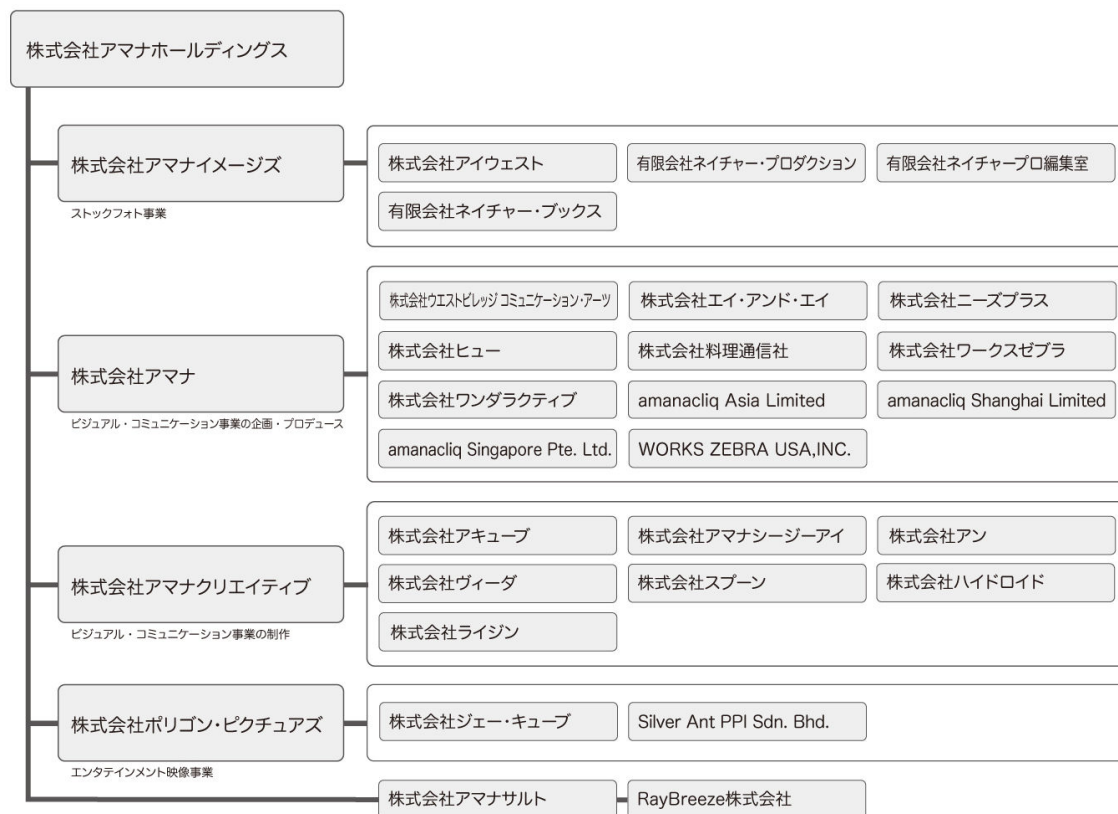 株式会社アマナホールディングス
株式会社アマナイメージズ
ストックフォト事業
株式会社アイウェスト
有限会社ネイチャー・プロダクション
有限会社ネイチャープロ編集室
有限会社ネイチャー・ブックス
株式会社アマナ
ビジュアル・コミュニケーション事業の企画・プロデュース
株式会社ウエストビレッジ コミュニケーション・アーツ
株式会社エイ・アンド・エイ
株式会社ニーズプラス
株式会社ヒュー
株式会社料理通信社
株式会社ワークスゼブラ
株式会社ワンダラクティブ
amanacliq Asia Limited
amanacliq Shanghai Limited
amanacliq Singapore Pte. Ltd.
WORKS ZEBRA USA,INC.
株式会社アマナクリエイティブ
ビジュアル・コミュニケーション事業の制作
株式会社アキューブ
株式会社アマナシージーアイ
株式会社アン
株式会社ヴィーダ
株式会社スプーン
株式会社ハイドロイド
株式会社ライジン
株式会社ポリゴン・ピクチュアズ
エンタテインメント映像事業
株式会社ジェー・キューブ
Silver Ant PPI Sdn. Bhd.
株式会社アマナサルト
RayBreeze株式会社